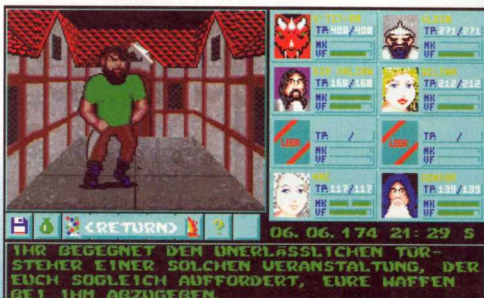 TP 408/408
MK
VF
TP 271/271
MK
VF
TP 168/168
MK
VF
TP 212/212
MK
VF
LEER
TP /
MK
VF
LEER
TP /
MK
VF
TP 117/117
MK
VF
TP 139/139
MK
VF
<RETURN> ?
06. 06. 174 21: 29 S
IHR BEGEGNET DEN UNERLÄSSLICHEN TÜR-
STEHER EINER SOLCHEN VERANSTALTUNG, DER
EUCH SOGLEICH AUFFORDERT, EURE WAFFEN
BEI IHM ABZUGEBEN